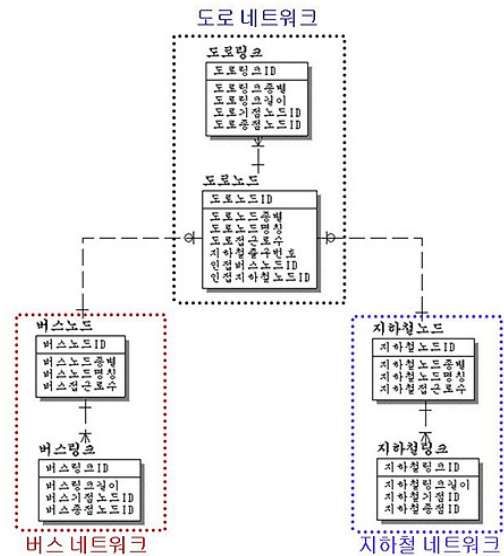 도로 네트워크
도로링크
도로링크ID
도로링크종별
도로링크길이
도로기점노드ID
도로종점노드ID
도로노드
도로노드ID
도로노드종별
도로노드명칭
도로접근로수
지하철출구번호
인접버스노드ID
인접지하철노드ID
버스노드
버스노드ID
버스노드종별
버스노드명칭
버스접근로수
버스링크
버스링크ID
버스링크길이
버스기점노드ID
버스종점노드ID
버스 네트워크
지하철노드
지하철노드ID
지하철노드종별
지하철노드명칭
지하철접근로수
지하철링크
지하철링크ID
지하철링크길이
지하철기점ID
지하철종점ID
지하철 네트워크